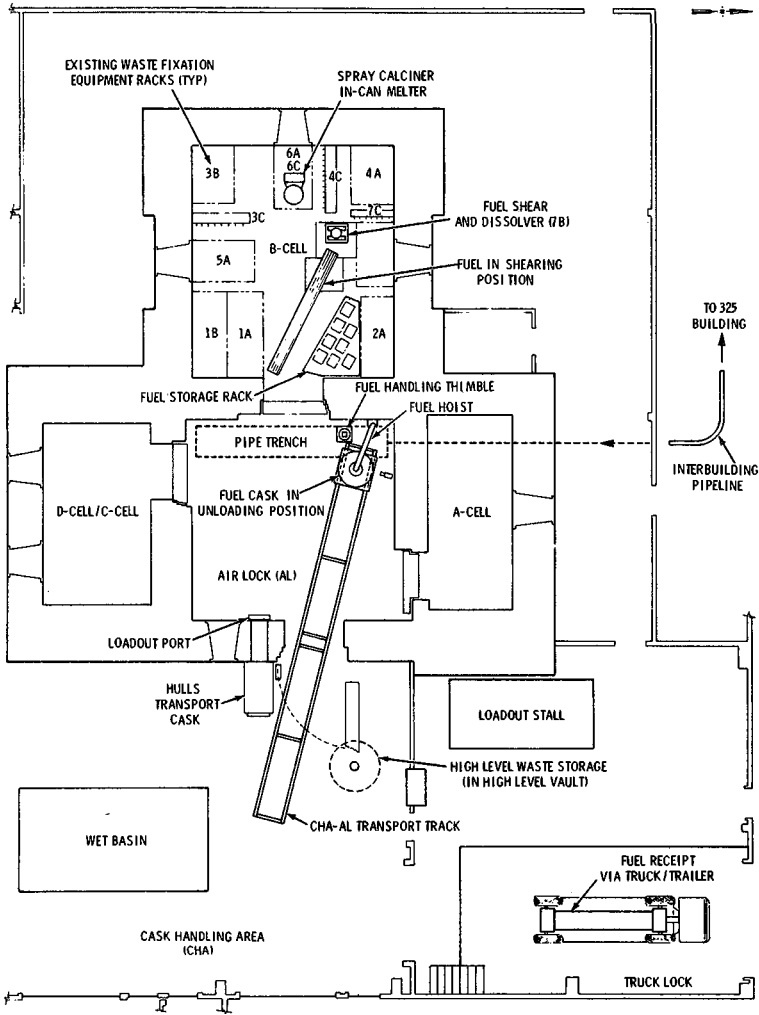 EXISTING WASTE FIXATION
EQUIPMENT RACKS (TYP)
SPRAY CALCINER
IN-CAN MELTER
3B
6A
6C
4C
4A
7C
3C
FUEL SHEAR
AND DISSOLVER (7B)
B-CELL
5A
FUEL IN SHEARING
POSITION
1B
1A
2A
TO 325
BUILDING
FUEL STORAGE RACK
FUEL HANDLING THIMBLE
FUEL HOIST
PIPE TRENCH
INTERBUILDING
PIPELINE
FUEL CASK IN
UNLOADING POSITION
D-CELL/C-CELL
A-CELL
AIR LOCK (AL)
LOADOUT PORT
HULLS
TRANSPORT
CASK
LOADOUT STALL
HIGH LEVEL WASTE STORAGE
(IN HIGH LEVEL VAULT)
CHA-AL TRANSPORT TRACK
WET BASIN
FUEL RECEIPT
VIA TRUCK/TRAILER
CASK HANDLING AREA
(CHA)
TRUCK LOCK